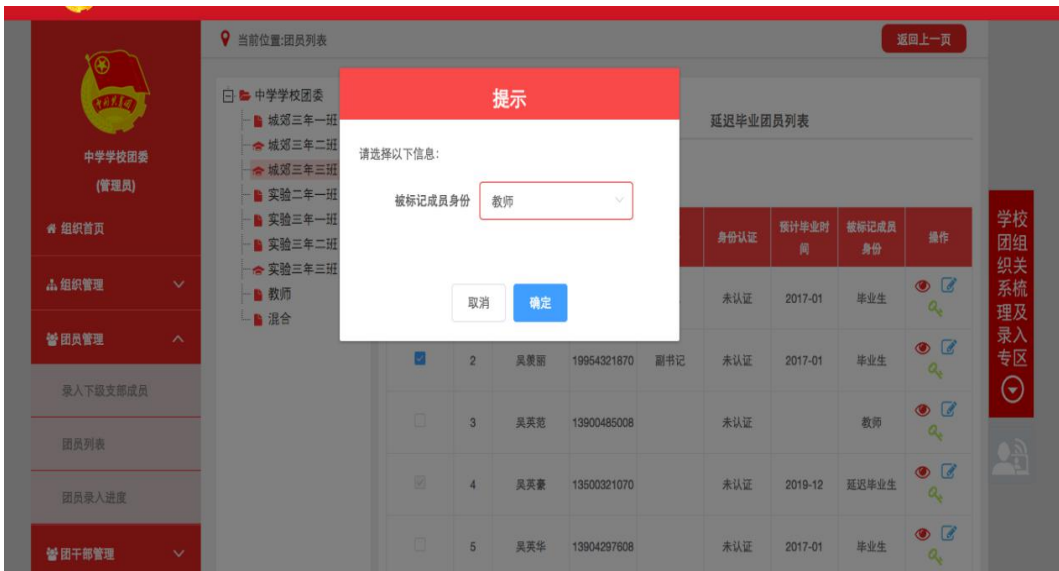 当前位置:团员列表
返回上一页
中学学校团委
(管理员)
组织首页
组织管理
团员管理
录入下级支部成员
团员列表
团员录入进度
团干部管理
中学学校团委
城郊三年一班
城郊三年二班
城郊三年三班
实验二年一班
实验三年一班
实验三年二班
实验三年三班
教师
混合
提示
请选择以下信息:
被标记成员身份 教师
取消 确定
延迟毕业团员列表
身份认证 预计毕业时间 被标记成员身份 操作
未认证 2017-01 毕业生
2 吴羡丽 19954321870 副书记 未认证 2017-01 毕业生
3 吴英范 13900485008 未认证 教师
4 吴英豪 13500321070 未认证 2019-12 延迟毕业生
5 吴英华 13904297608 未认证 2017-01 毕业生
学校
团组
织关
系梳
理及
录入
专区